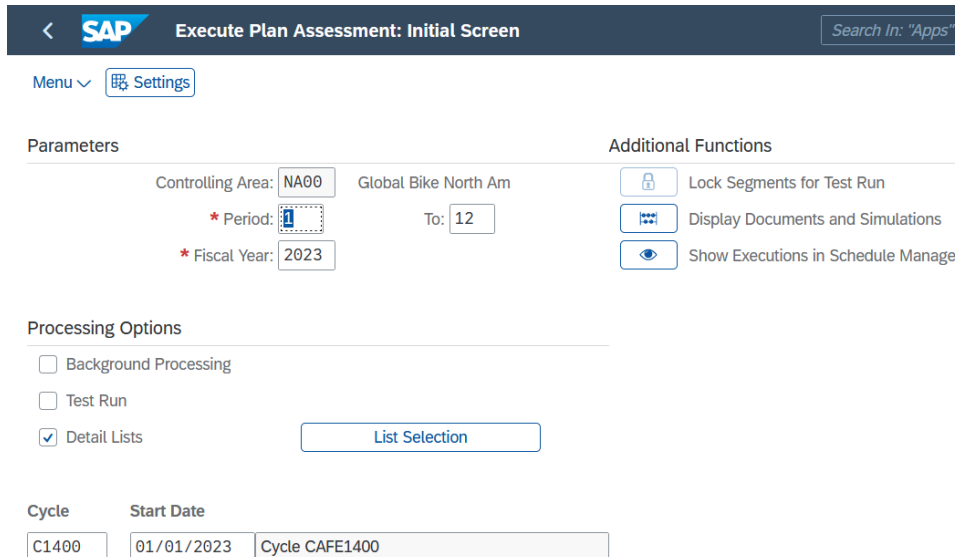 SAP Execute Plan Assessment: Initial Screen Search In: "Apps"
Menu Settings
Parameters Additional Functions
Controlling Area: NA00 Global Bike North Am Lock Segments for Test Run
* Period: 1 To: 12 Display Documents and Simulations
* Fiscal Year: 2023 Show Executions in Schedule Manage
Processing Options
Background Processing
Test Run
Detail Lists List Selection
Cycle Start Date
C1400 01/01/2023 Cycle CAFE1400